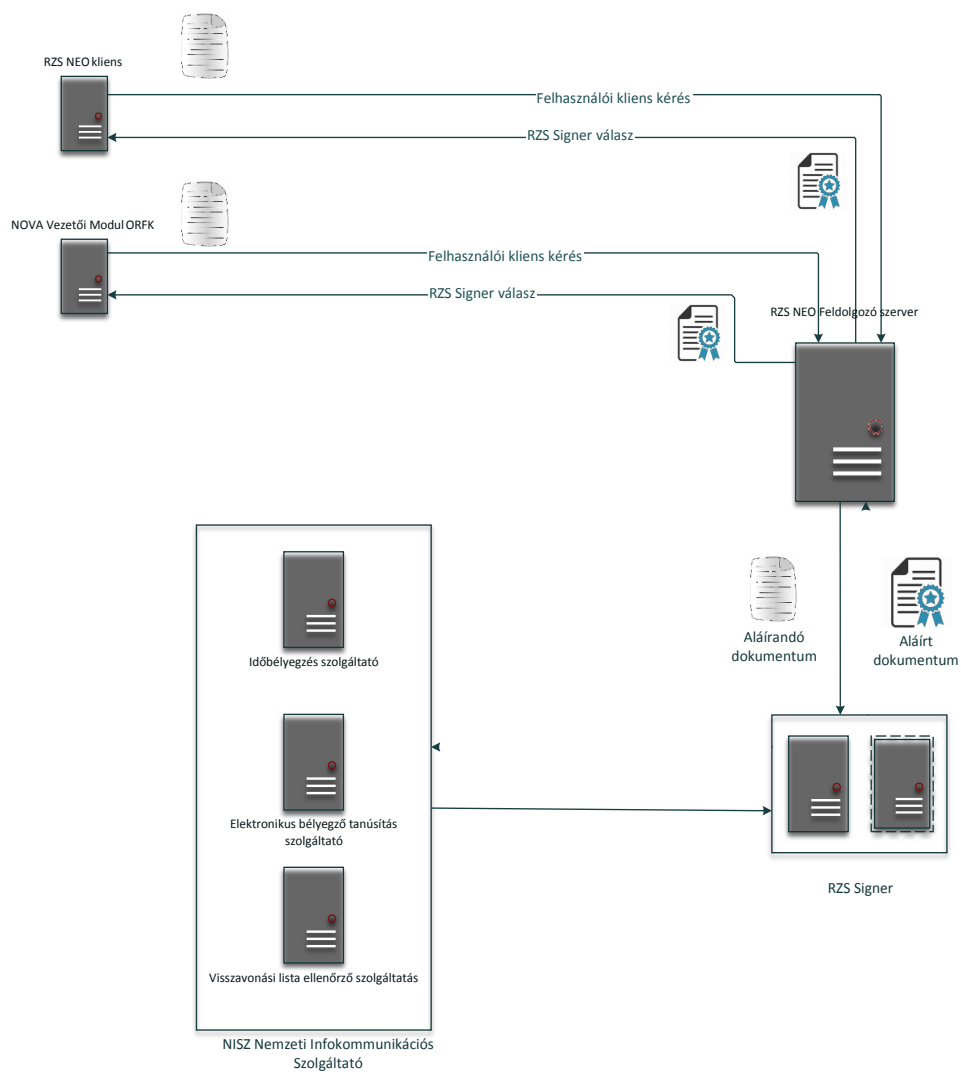 RZS NEO kliens
Felhasználói kliens kérés
RZS Signer válasz
NOVA Vezetői Modul ORFK
Felhasználói kliens kérés
RZS Signer válasz
RZS NEO Feldolgozó szerver
Aláírandó
dokumentum
Aláírt
dokumentum
Időbélyegzés szolgáltató
Elektronikus bélyegző tanúsítás
szolgáltató
Visszavonási lista ellenőrző szolgáltatás
RZS Signer
NISZ Nemzeti Infokommunikációs
Szolgáltató